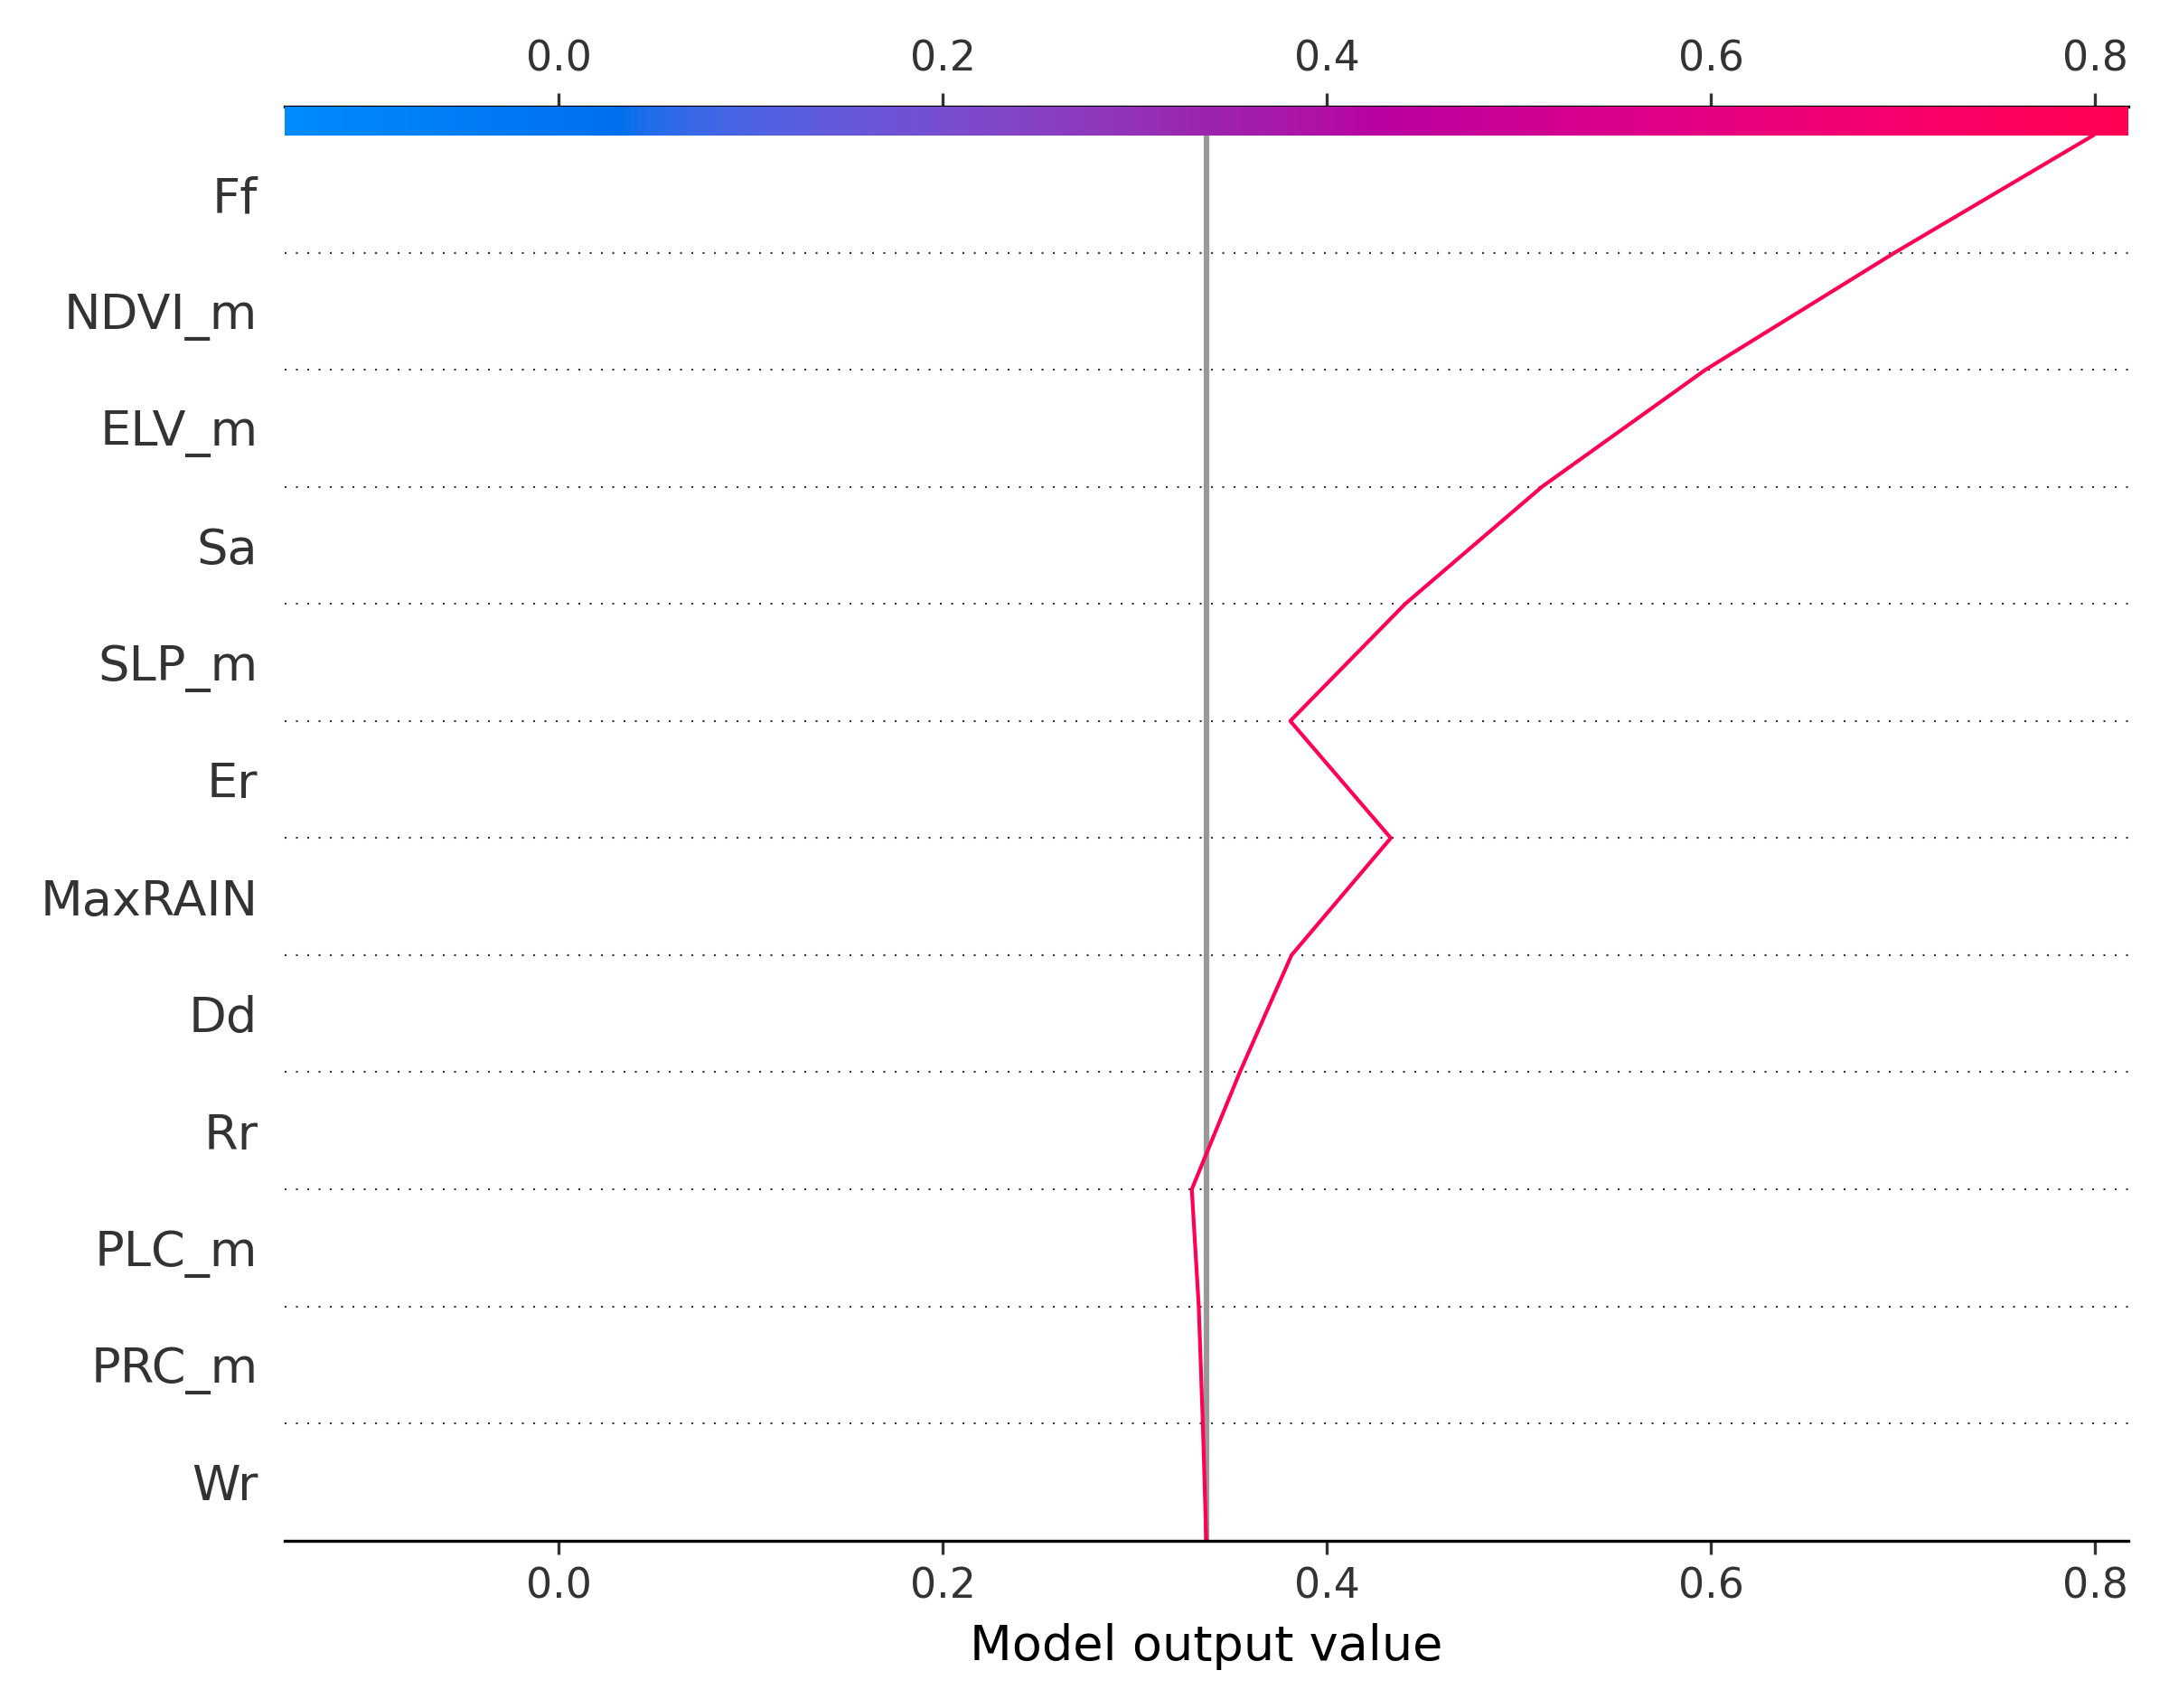 0.0 0.2 0.4 0.6 0.8
Ff
NDVI_m
ELV_m
Sa
SLP_m
Er
MaxRAIN
Dd
Rr
PLC_m
PRC_m
Wr
0.0 0.2 0.4 0.6 0.8
Model output value